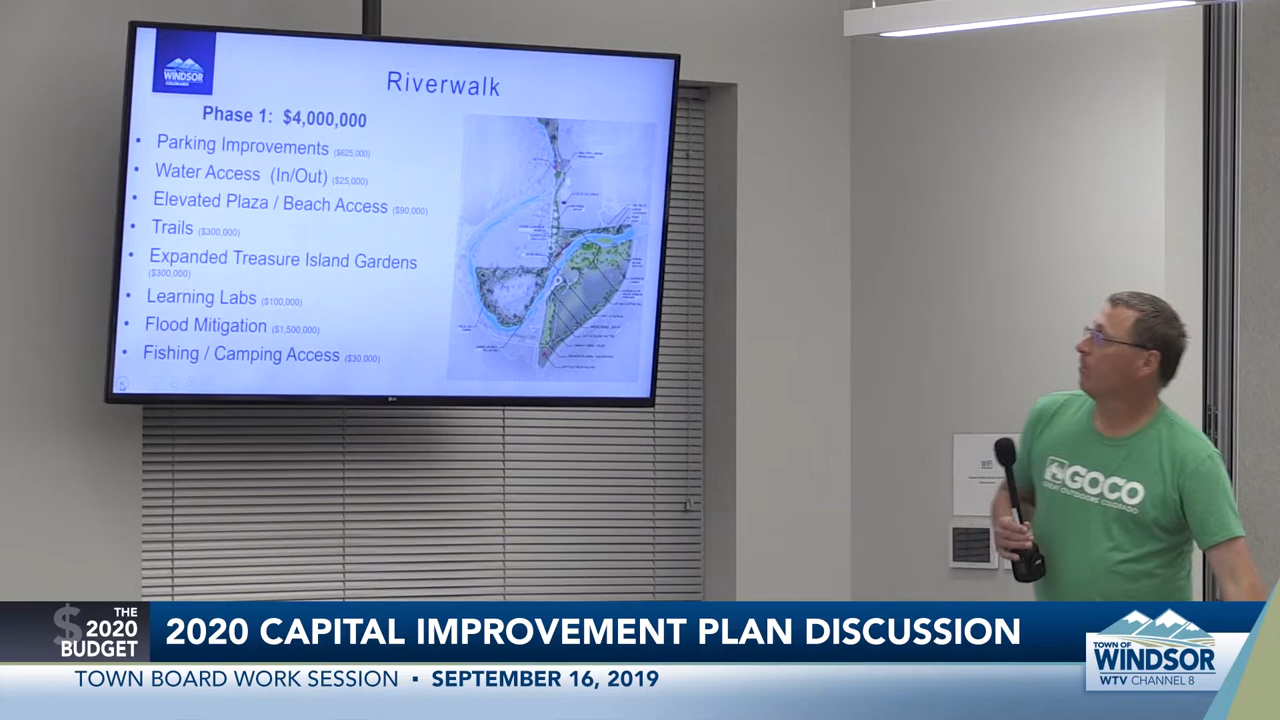 WINDSOR
COLORADO
Riverwalk
Phase 1: $4,000,000
• Parking Improvements ($625,000)
• Water Access (In/Out) ($25,000)
• Elevated Plaza / Beach Access ($90,000)
• Trails ($300,000)
• Expanded Treasure Island Gardens
($300,000)
• Learning Labs ($100,000)
• Flood Mitigation ($1,500,000)
• Fishing / Camping Access ($30,000)
LG
WiFi
GOCO
GREAT OUTDOORS COLORADO
$ THE
2020
BUDGET
2020 CAPITAL IMPROVEMENT PLAN DISCUSSION
TOWN BOARD WORK SESSION • SEPTEMBER 16, 2019
TOWN OF
WINDSOR
WTV CHANNEL 8